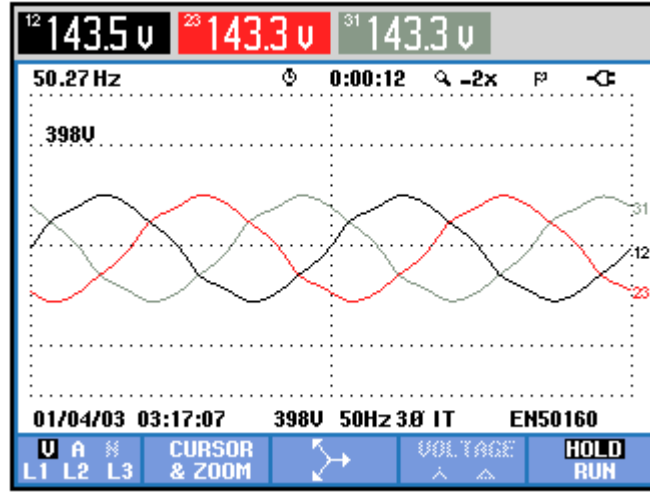 12 143.5 V 23 143.3 V 31 143.3 V
50.27 Hz 0:00:12 -2x
398V
31
12
23
01/04/03 03:17:07 398V 50Hz 3Ø IT EN50160
V A N CURSOR VOLTAGE HOLD
L1 L2 L3 & ZOOM RUN